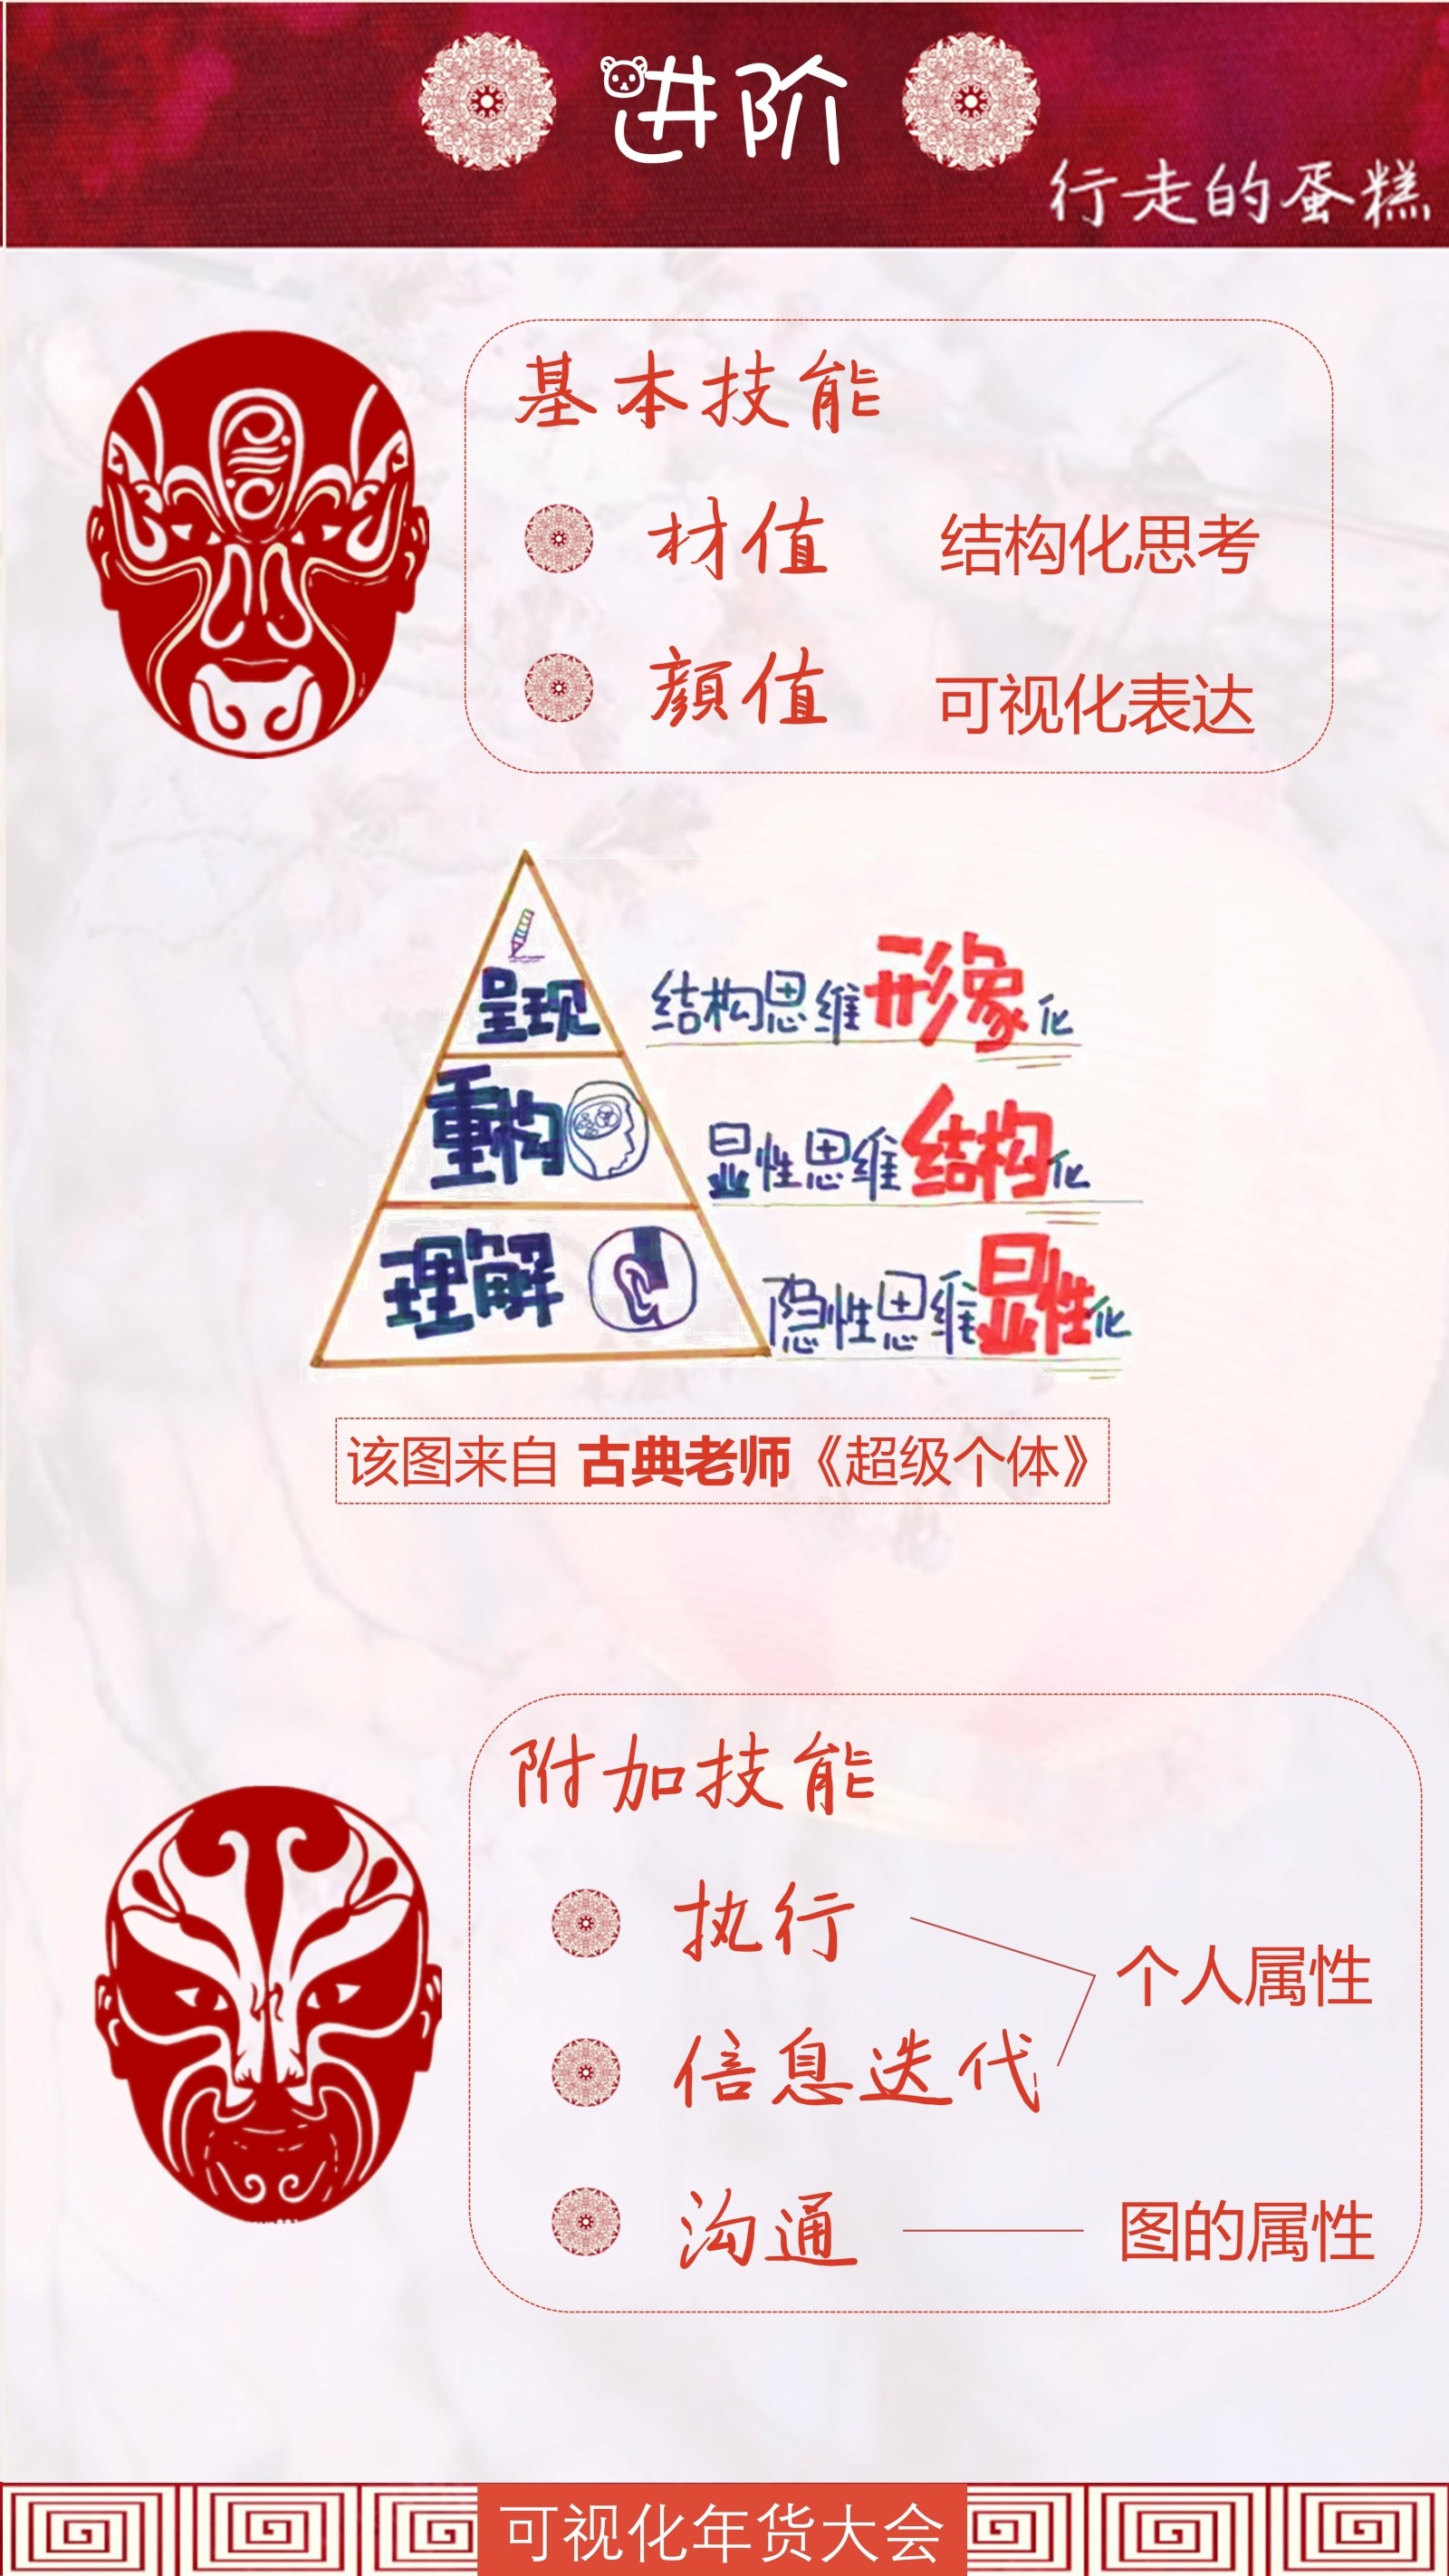 进阶
行走的蛋糕
基本技能
材值 结构化思考
颜值 可视化表达
呈现 结构思维形象化
重构 显性思维结构化
理解 隐性思维显性化
该图来自 古典老师《超级个体》
附加技能
执行
个人属性
信息迭代
沟通 图的属性
可视化年货大会